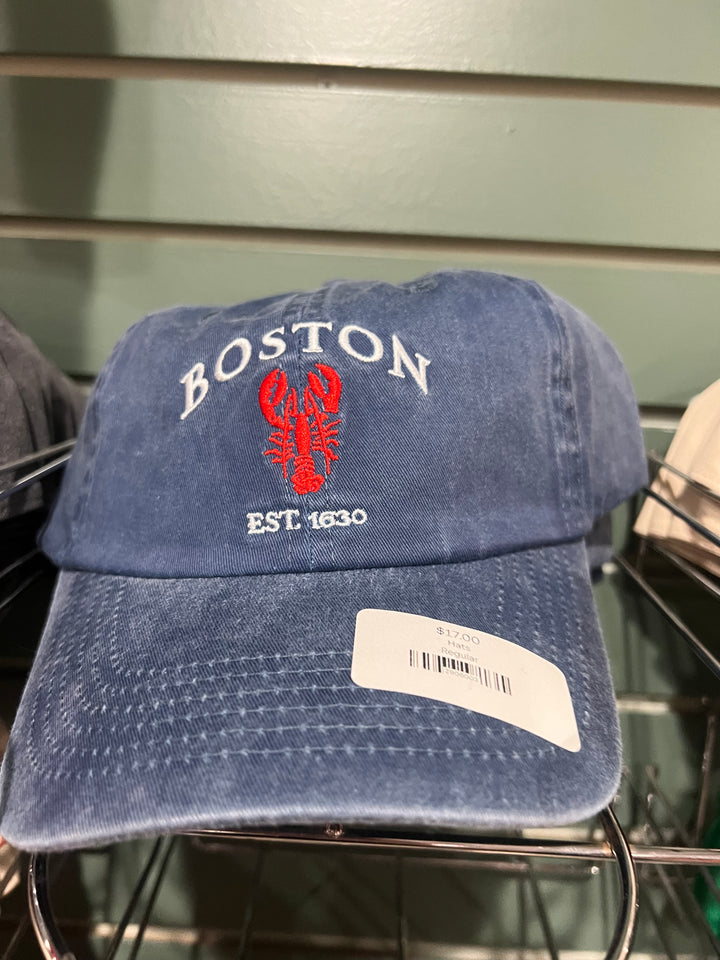 BOSTON
EST. 1630
$17.00
Hats
Regular